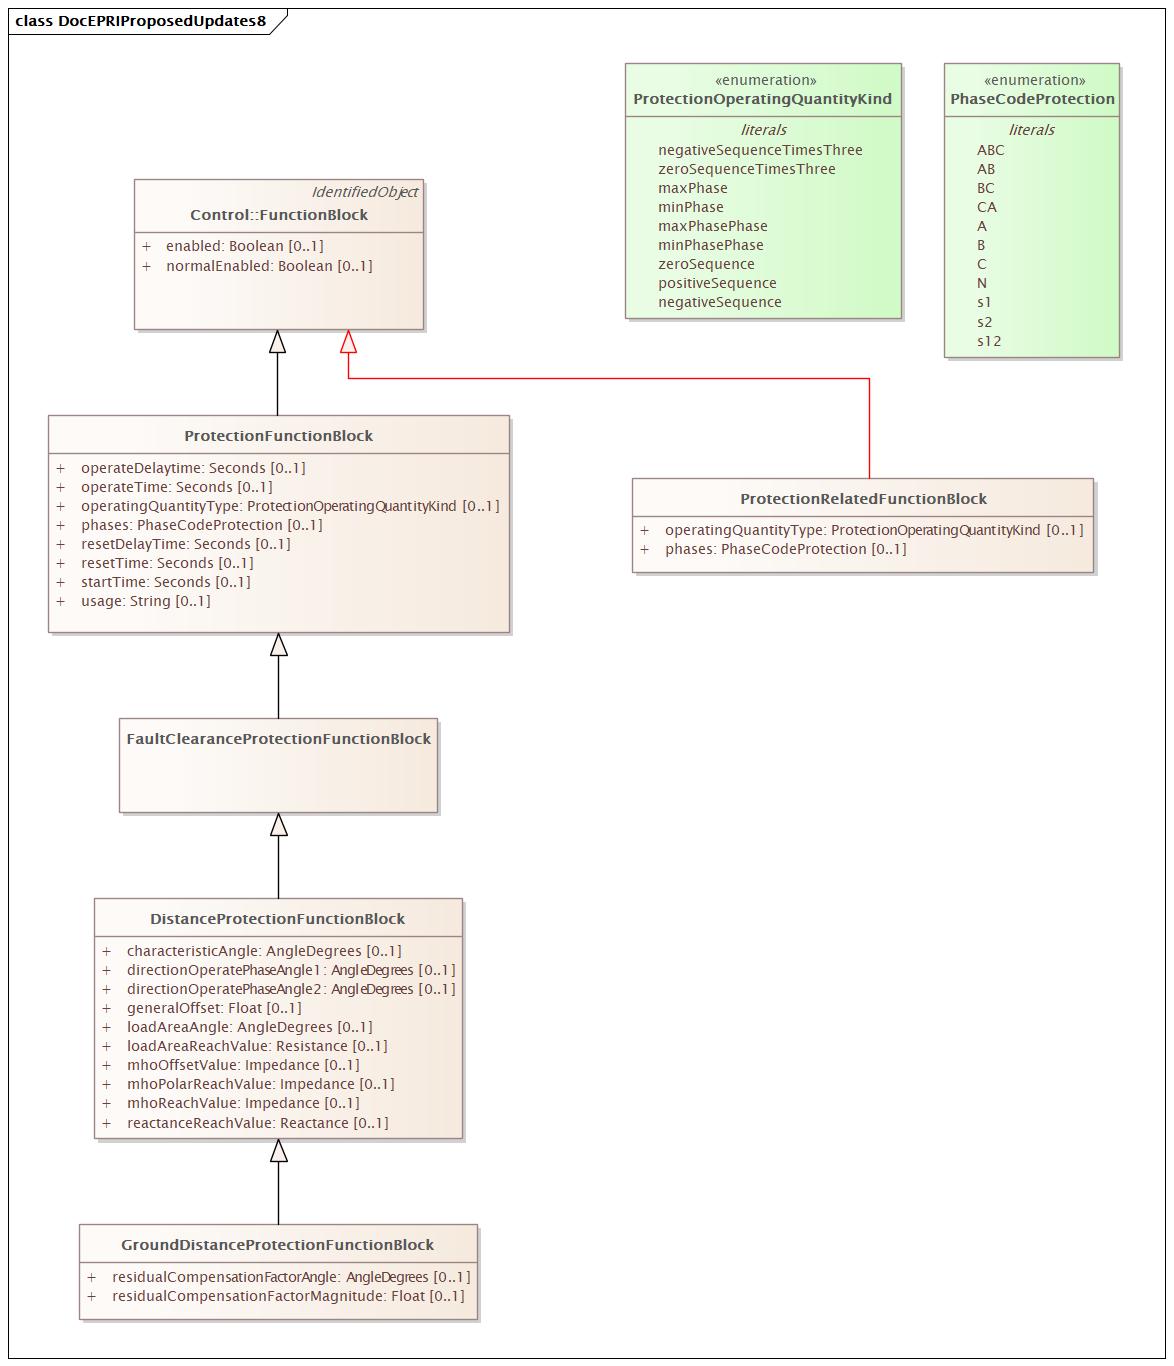 class DocEPRIProposedUpdates8
«enumeration»
ProtectionOperatingQuantityKind
literals
negativeSequenceTimesThree
zeroSequenceTimesThree
maxPhase
minPhase
maxPhasePhase
minPhasePhase
zeroSequence
positiveSequence
negativeSequence
«enumeration»
PhaseCodeProtection
literals
ABC
AB
BC
CA
A
B
C
N
s1
s2
s12
IdentifiedObject
Control::FunctionBlock
+ enabled: Boolean [0..1]
+ normalEnabled: Boolean [0..1]
ProtectionFunctionBlock
+ operateDelaytime: Seconds [0..1]
+ operateTime: Seconds [0..1]
+ operatingQuantityType: ProtectionOperatingQuantityKind [0..1]
+ phases: PhaseCodeProtection [0..1]
+ resetDelayTime: Seconds [0..1]
+ resetTime: Seconds [0..1]
+ startTime: Seconds [0..1]
+ usage: String [0..1]
ProtectionRelatedFunctionBlock
+ operatingQuantityType: ProtectionOperatingQuantityKind [0..1]
+ phases: PhaseCodeProtection [0..1]
FaultClearanceProtectionFunctionBlock
DistanceProtectionFunctionBlock
+ characteristicAngle: AngleDegrees [0..1]
+ directionOperatePhaseAngle1: AngleDegrees [0..1]
+ directionOperatePhaseAngle2: AngleDegrees [0..1]
+ generalOffset: Float [0..1]
+ loadAreaAngle: AngleDegrees [0..1]
+ loadAreaReachValue: Resistance [0..1]
+ mhoOffsetValue: Impedance [0..1]
+ mhoPolarReachValue: Impedance [0..1]
+ mhoReachValue: Impedance [0..1]
+ reactanceReachValue: Reactance [0..1]
GroundDistanceProtectionFunctionBlock
+ residualCompensationFactorAngle: AngleDegrees [0..1]
+ residualCompensationFactorMagnitude: Float [0..1]